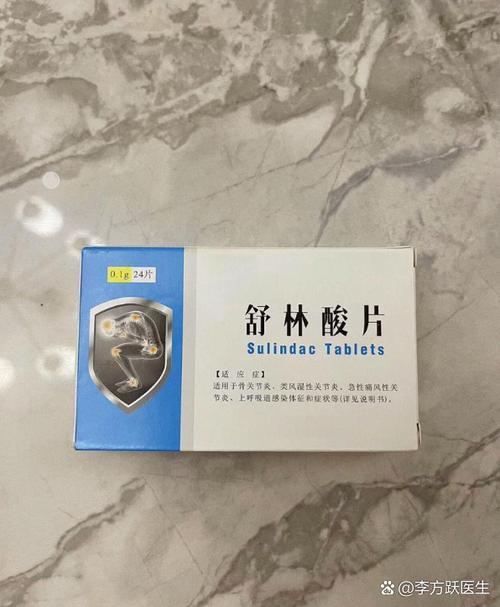 0.1g 24片
舒林酸片
Sulindac Tablets
【适 应 症】
适用于骨关节炎、类风湿性关节炎、急性痛风性关
节炎、上呼吸道感染体征和症状等(详见说明书)。
@李方跃医生